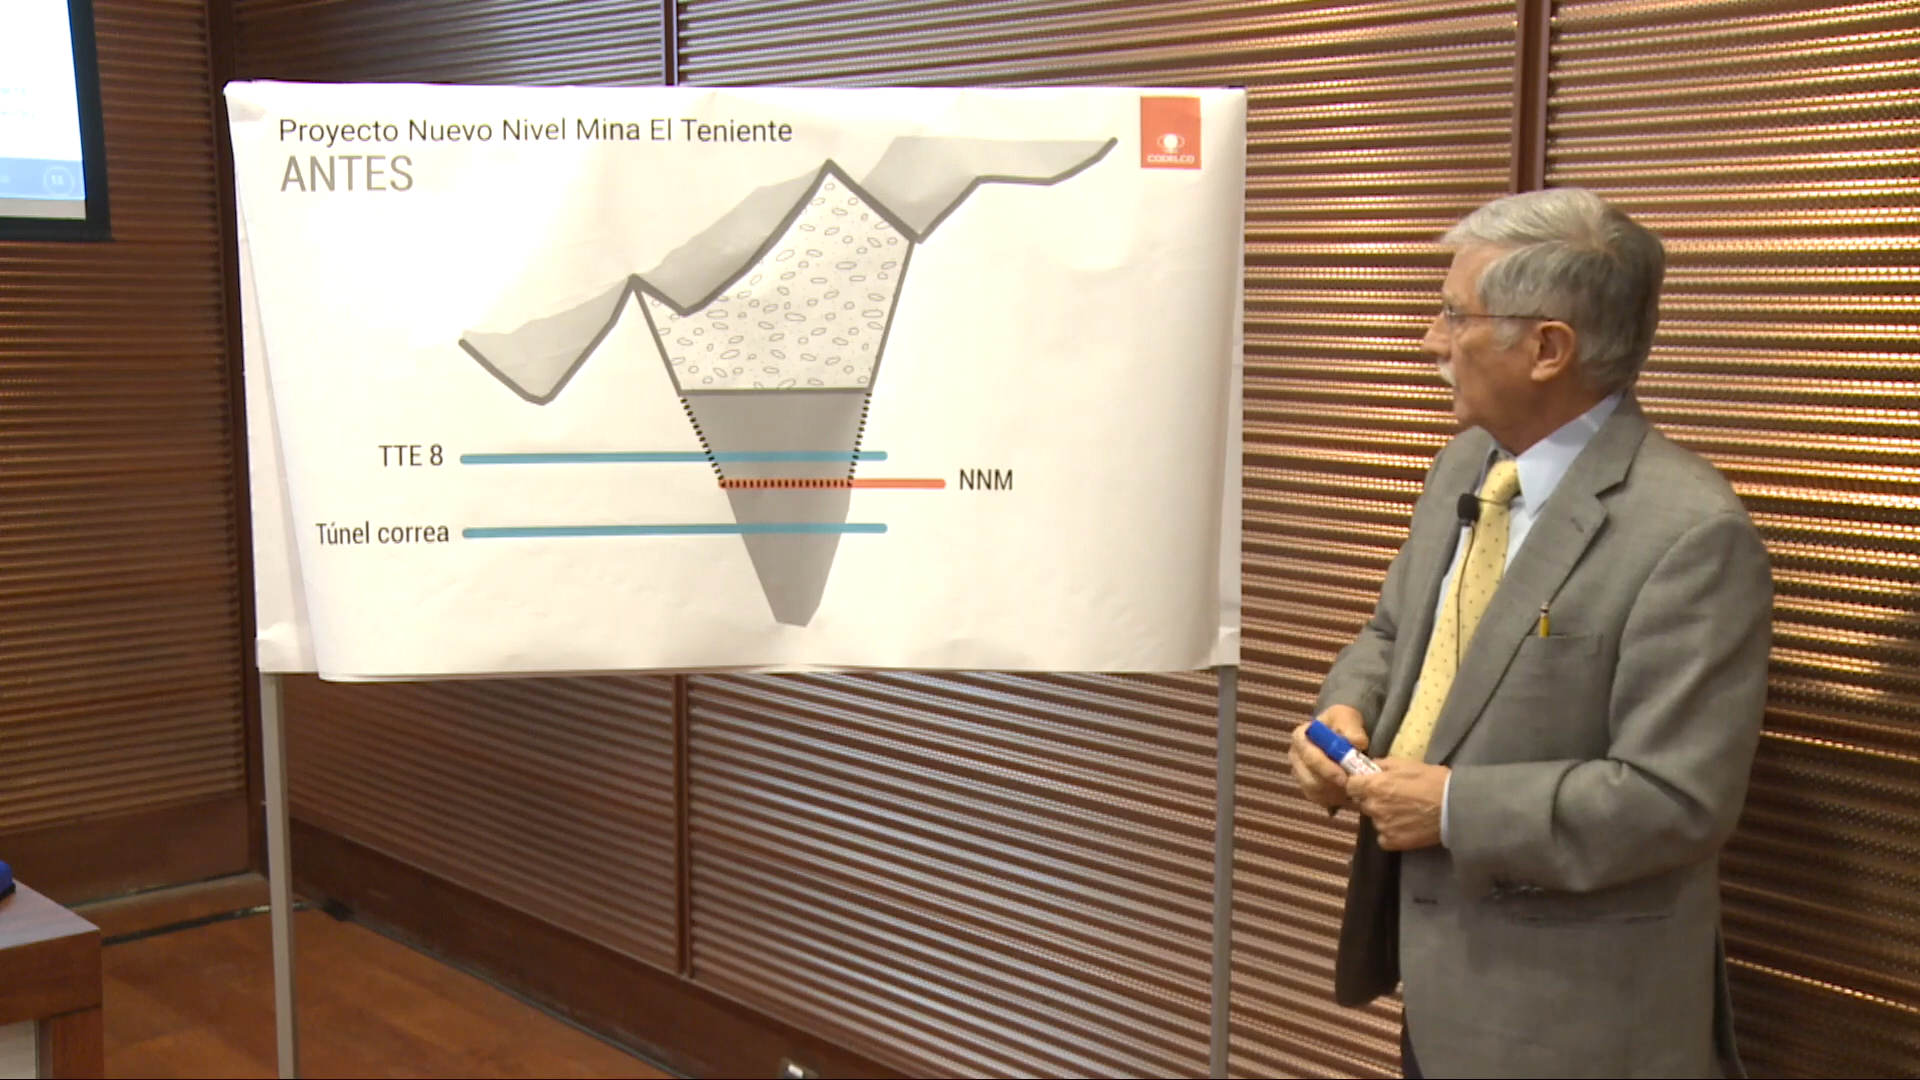 Proyecto Nuevo Nivel Mina El Teniente
ANTES
CODELCO
TTE 8
NNM
Túnel correa